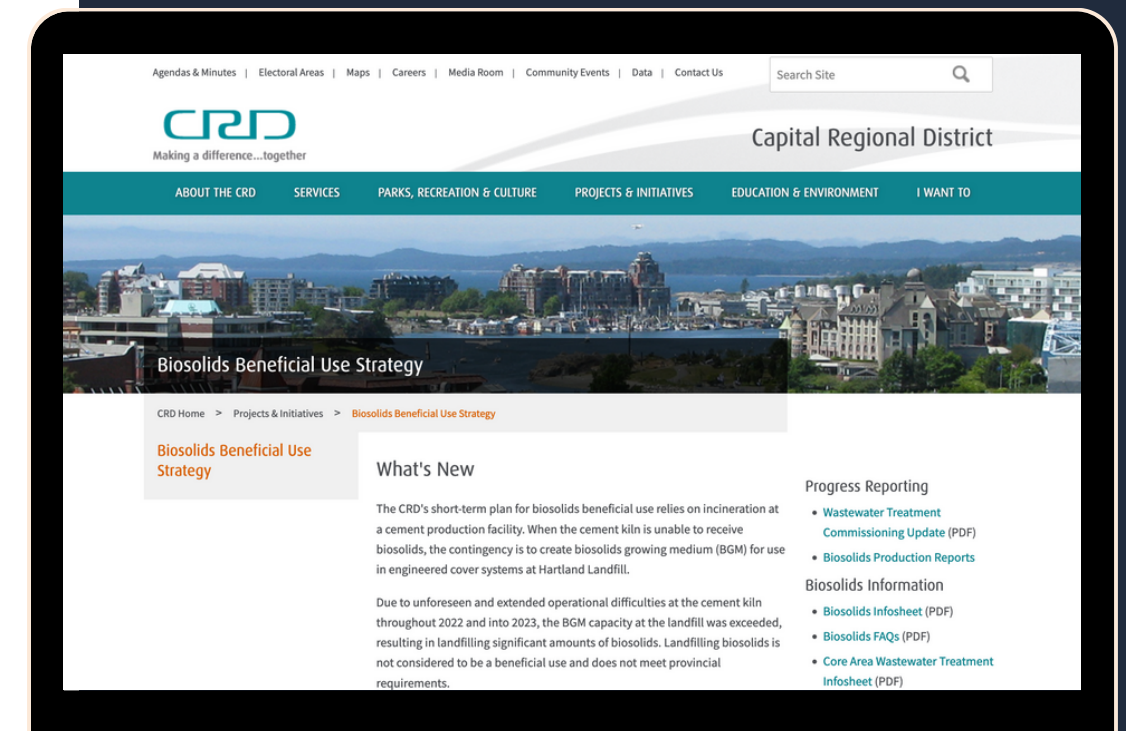 Agendas & Minutes | Electoral Areas | Maps | Careers | Media Room | Community Events | Data | Contact Us
Search Site
CRD
Making a difference...together
Capital Regional District
ABOUT THE CRD SERVICES PARKS, RECREATION & CULTURE PROJECTS & INITIATIVES EDUCATION & ENVIRONMENT I WANT TO
Biosolids Beneficial Use Strategy
CRD Home > Projects & Initiatives > Biosolids Beneficial Use Strategy
Biosolids Beneficial Use
Strategy
What's New
The CRD's short-term plan for biosolids beneficial use relies on incineration at
a cement production facility. When the cement kiln is unable to receive
biosolids, the contingency is to create biosolids growing medium (BGM) for use
in engineered cover systems at Hartland Landfill.
Due to unforeseen and extended operational difficulties at the cement kiln
throughout 2022 and into 2023, the BGM capacity at the landfill was exceeded,
resulting in landfilling significant amounts of biosolids. Landfilling biosolids is
not considered to be a beneficial use and does not meet provincial
requirements.
Progress Reporting
• Wastewater Treatment
Commissioning Update (PDF)
• Biosolids Production Reports
Biosolids Information
• Biosolids Infosheet (PDF)
• Biosolids FAQs (PDF)
• Core Area Wastewater Treatment
Infosheet (PDF)